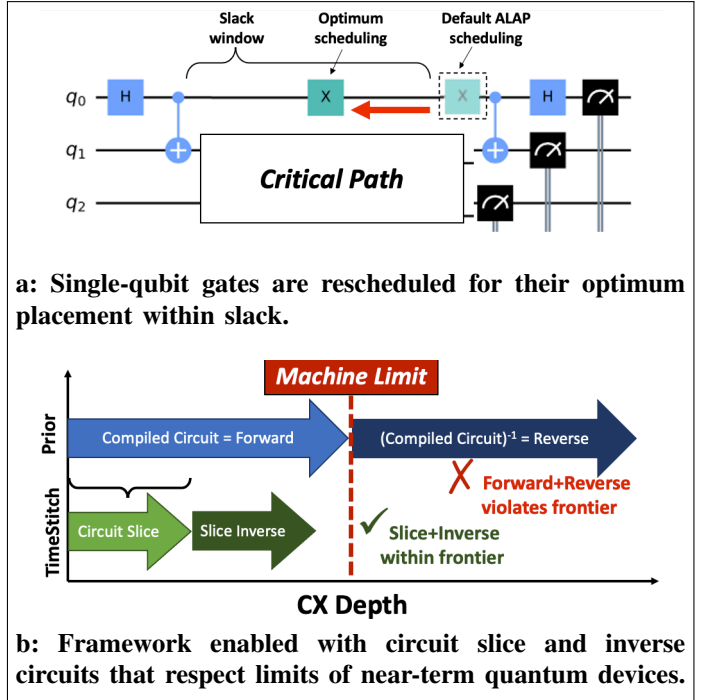 Slack
window
Optimum
scheduling
Default ALAP
scheduling
q0 H X X H
q1
q2
Critical Path
a: Single-qubit gates are rescheduled for their optimum
placement within slack.
Machine Limit
Prior
Compiled Circuit = Forward
(Compiled Circuit)-1 = Reverse
✗ Forward+Reverse
violates frontier
TimeStitch
Circuit Slice
Slice Inverse
✓ Slice+Inverse
within frontier
CX Depth
b: Framework enabled with circuit slice and inverse
circuits that respect limits of near-term quantum devices.